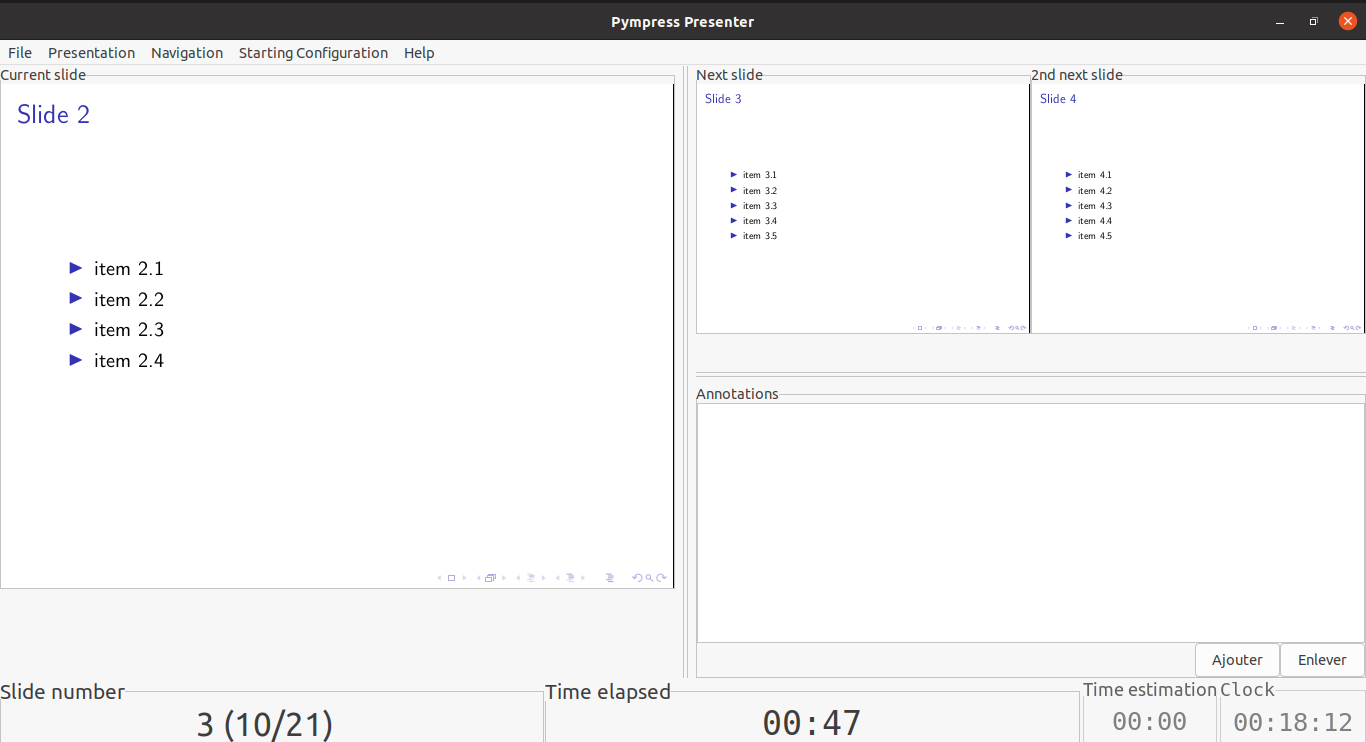 Pympress Presenter
File Presentation Navigation Starting Configuration Help
Current slide
Slide 2
item 2.1
item 2.2
item 2.3
item 2.4
Next slide
Slide 3
item 3.1
item 3.2
item 3.3
item 3.4
item 3.5
2nd next slide
Slide 4
item 4.1
item 4.2
item 4.3
item 4.4
item 4.5
Annotations
Ajouter Enlever
Slide number
3 (10/21)
Time elapsed
00:47
Time estimation
00:00
Clock
00:18:12